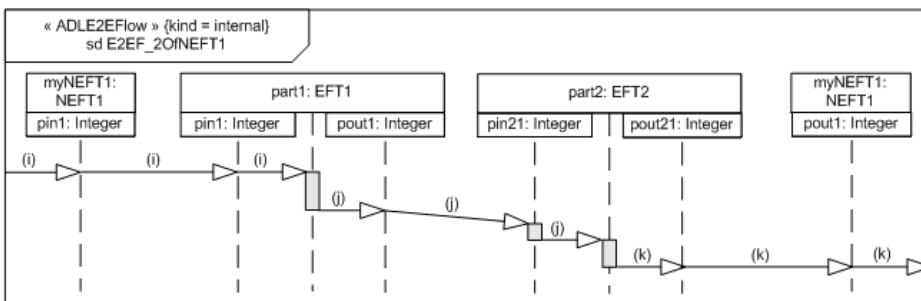 « ADLE2EFlow » {kind = internal}
sd E2EF_2OfNEFT1
myNEFT1:
NEFT1
pin1: Integer
part1: EFT1
pin1: Integer
pout1: Integer
part2: EFT2
pin21: Integer
pout21: Integer
myNEFT1:
NEFT1
pout1: Integer
(i)
(i)
(i)
(j)
(j)
(j)
(k)
(k)
(k)